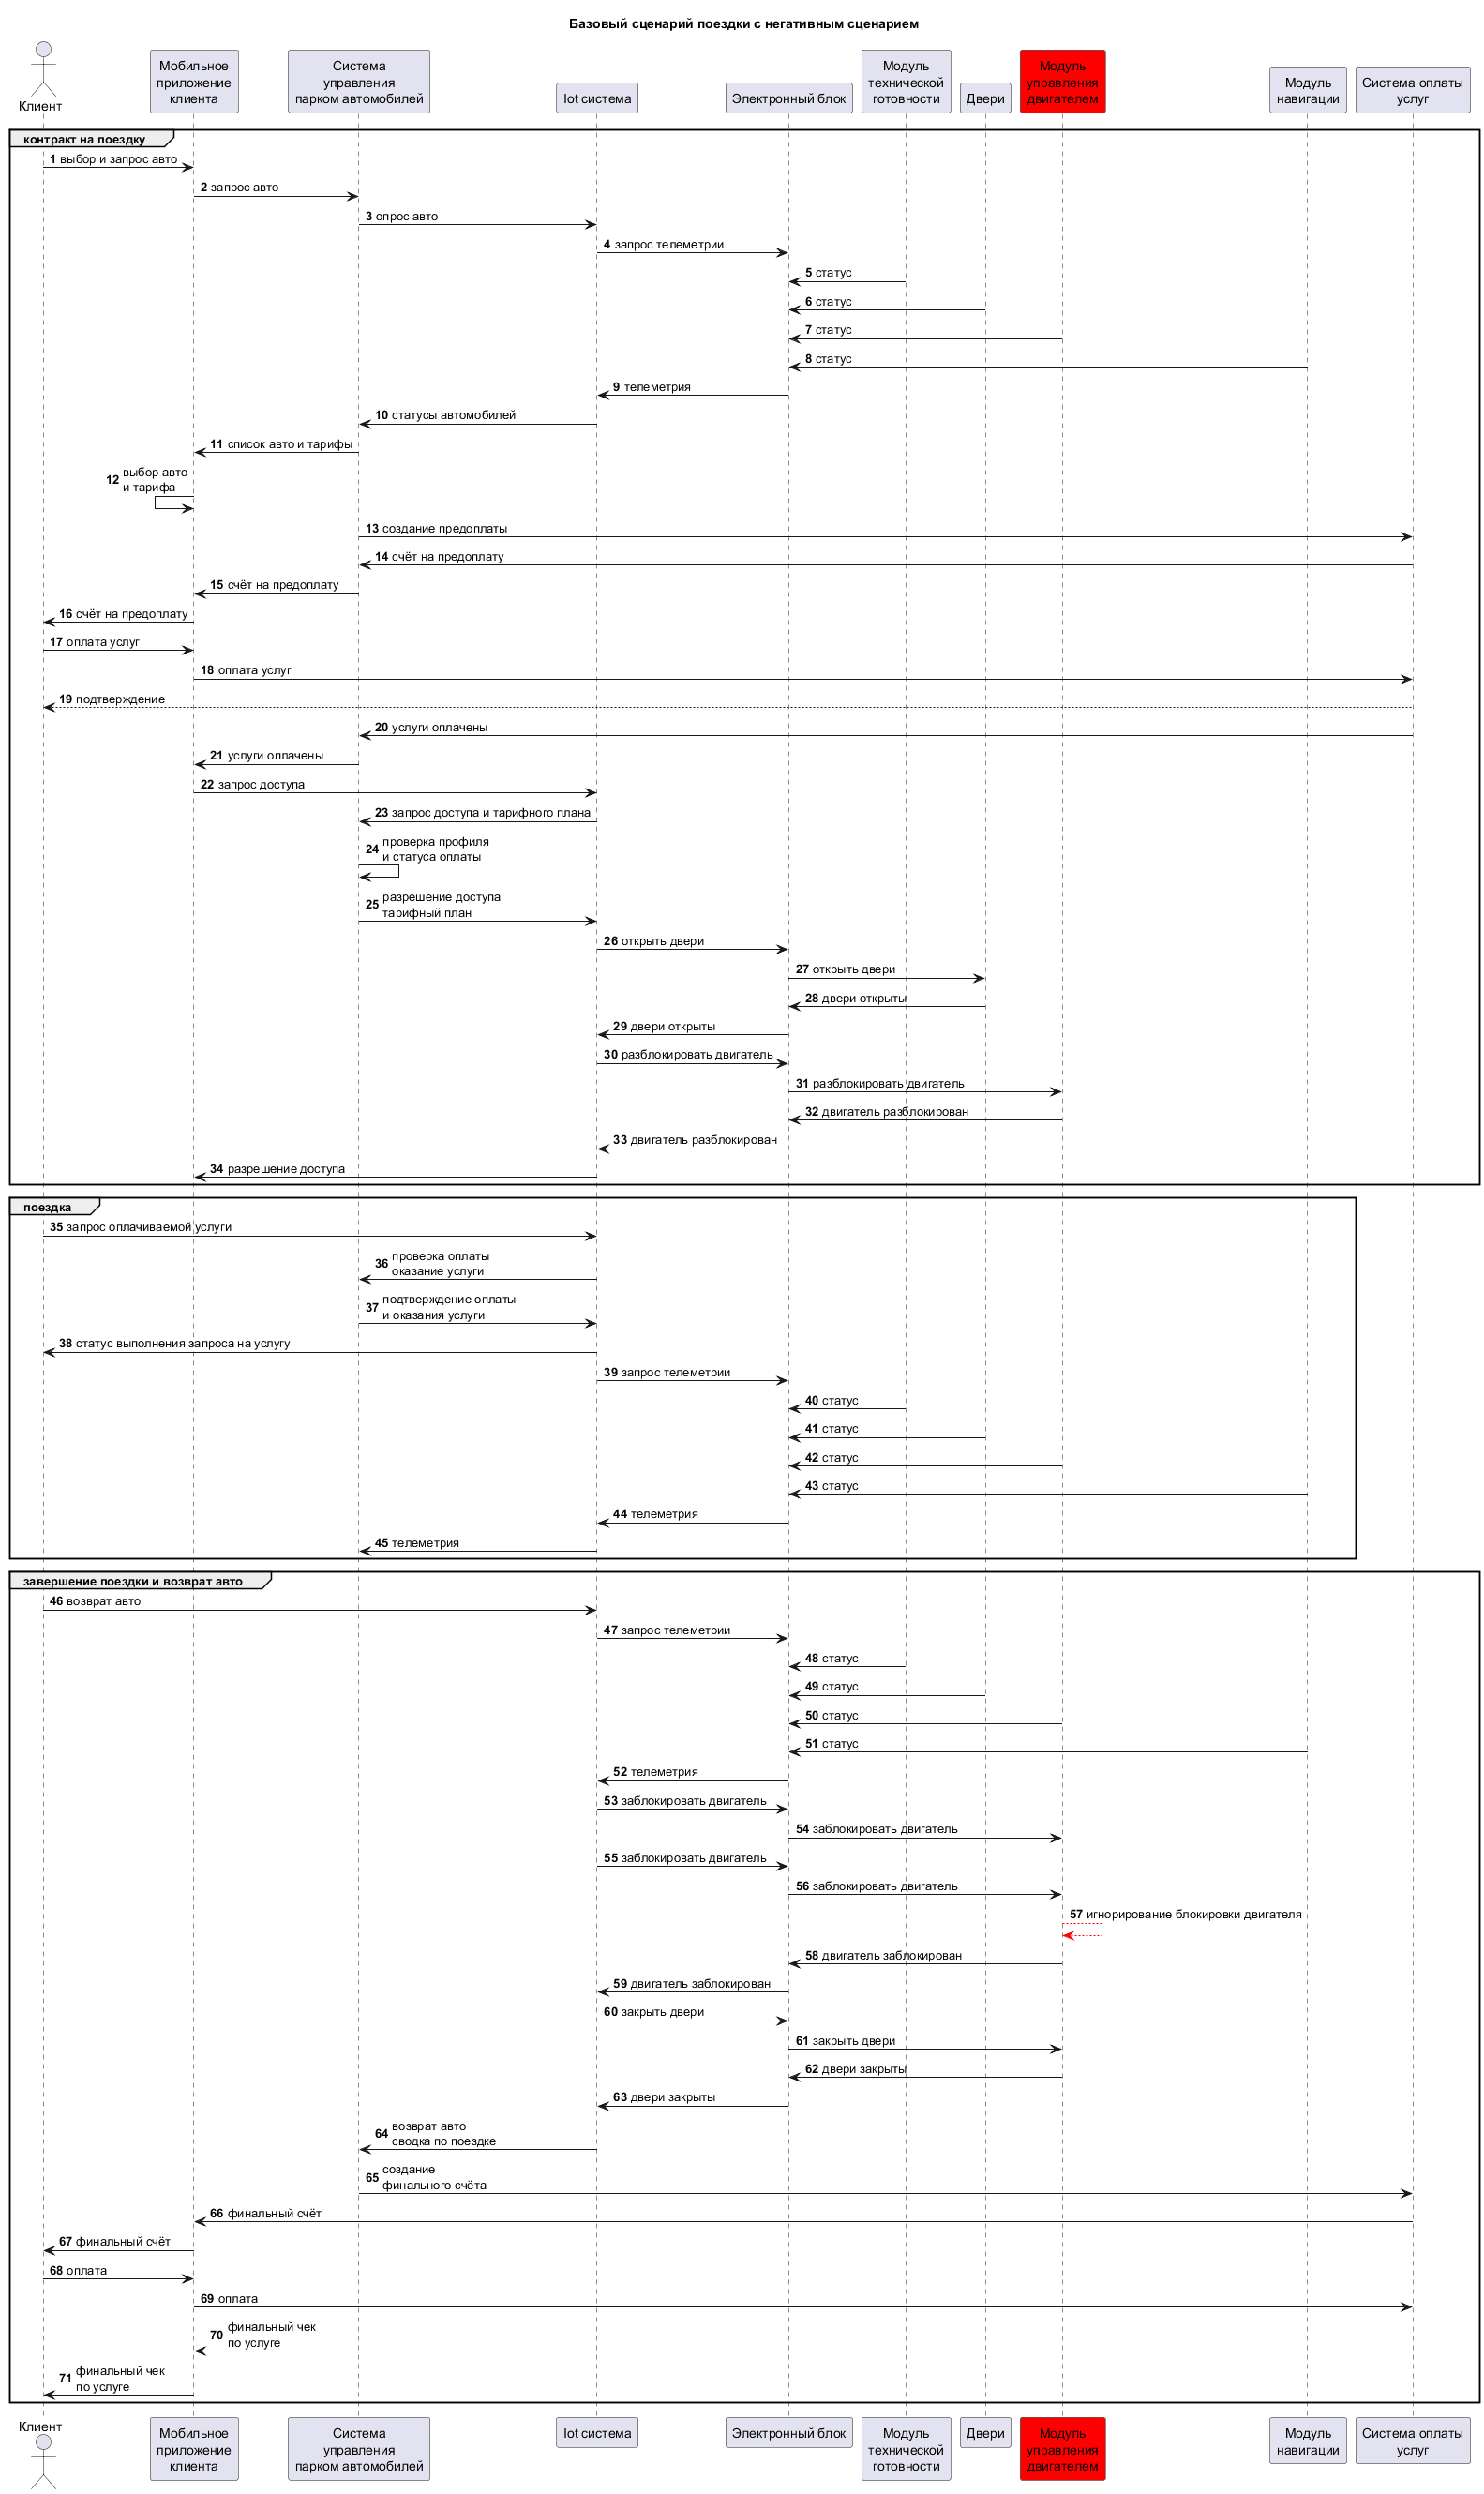 Базовый сценарий поездки с негативным сценарием
Клиент
Мобильное
приложение
клиента
Система
управления
парком автомобилей
Iot система
Электронный блок
Модуль
технической
готовности
Двери
Модуль
управления
двигателем
Модуль
навигации
Система оплаты
услуг
контракт на поездку
1 выбор и запрос авто
2 запрос авто
3 опрос авто
4 запрос телеметрии
5 статус
6 статус
7 статус
8 статус
9 телеметрия
10 статусы автомобилей
11 список авто и тарифы
12 выбор авто
и тарифа
13 создание предоплаты
14 счёт на предоплату
15 счёт на предоплату
16 счёт на предоплату
17 оплата услуг
18 оплата услуг
19 подтверждение
20 услуги оплачены
21 услуги оплачены
22 запрос доступа
23 запрос доступа и тарифного плана
24 проверка профиля
и статуса оплаты
25 разрешение доступа
тарифный план
26 открыть двери
27 открыть двери
28 двери открыты
29 двери открыты
30 разблокировать двигатель
31 разблокировать двигатель
32 двигатель разблокирован
33 двигатель разблокирован
34 разрешение доступа
поездка
35 запрос оплачиваемой услуги
36 проверка оплаты
оказание услуги
37 подтверждение оплаты
и оказания услуги
38 статус выполнения запроса на услугу
39 запрос телеметрии
40 статус
41 статус
42 статус
43 статус
44 телеметрия
45 телеметрия
завершение поездки и возврат авто
46 возврат авто
47 запрос телеметрии
48 статус
49 статус
50 статус
51 статус
52 телеметрия
53 заблокировать двигатель
54 заблокировать двигатель
55 заблокировать двигатель
56 заблокировать двигатель
57 игнорирование блокировки двигателя
58 двигатель заблокирован
59 двигатель заблокирован
60 закрыть двери
61 закрыть двери
62 двери закрыты
63 двери закрыты
64 возврат авто
сводка по поездке
65 создание
финального счёта
66 финальный счёт
67 финальный счёт
68 оплата
69 оплата
70 финальный чек
по услуге
71 финальный чек
по услуге
Клиент
Мобильное
приложение
клиента
Система
управления
парком автомобилей
Iot система
Электронный блок
Модуль
технической
готовности
Двери
Модуль
управления
двигателем
Модуль
навигации
Система оплаты
услуг